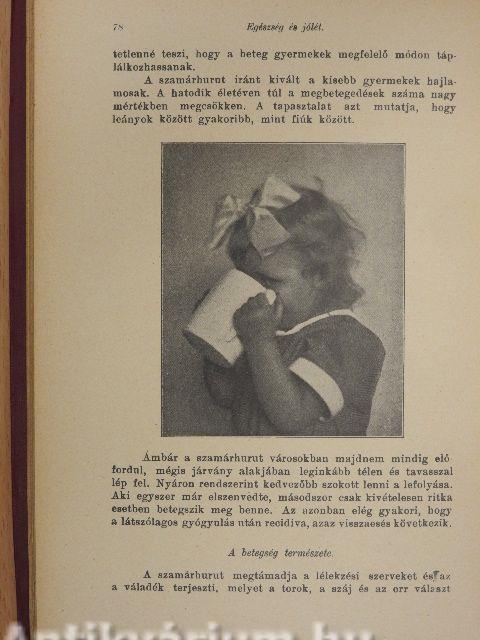 78
Egészség és jólét.
tetlenné teszi, hogy a beteg gyermekek megfelelő módon táp-
lálkozhassanak.
A szamárhurut iránt kivált a kisebb gyermekek hajla-
mosak. A hatodik életéven túl a megbetegedések száma nagy
mértékben megcsökken. A tapasztalat azt mutatja, hogy
leányok között gyakoribb, mint fiúk között.
Ámbár a szamárhurut városokban majdnem mindig elő-
fordul, mégis járvány alakjában leginkább télen és tavasszal
lép fel. Nyáron rendszerint kedvezőbb szokott lenni a lefolyása.
Aki egyszer már elszenvedte, másodszor csak kivételesen ritka
esetben betegszik meg benne. Az azonban elég gyakori, hogy
a látszólagos gyógyulás után recidiva, azaz visszaesés következik.
A betegség természete.
A szamárhurut megtámadja a lélekzési szerveket és az
a váladék terjeszti, melyet a torok, a száj és az orr választ
Antikvárium.hu